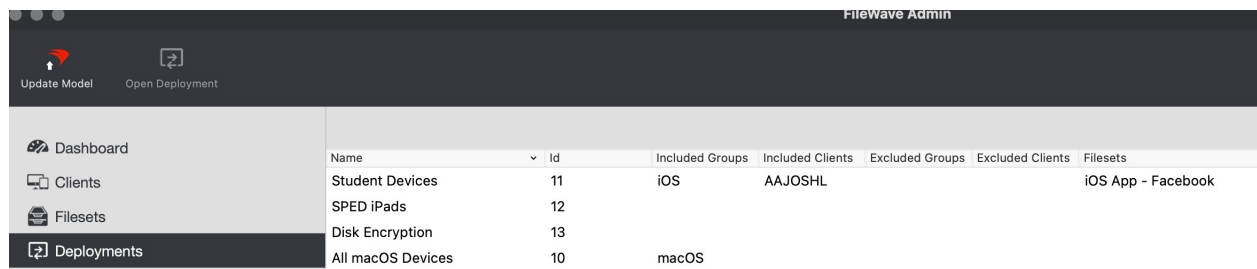 FileWave Admin
Update Model Open Deployment
Dashboard
Clients
Filesets
Deployments
Name Id Included Groups Included Clients Excluded Groups Excluded Clients Filesets
Student Devices 11 iOS AAJOSHL iOS App - Facebook
SPED iPads 12
Disk Encryption 13
All macOS Devices 10 macOS